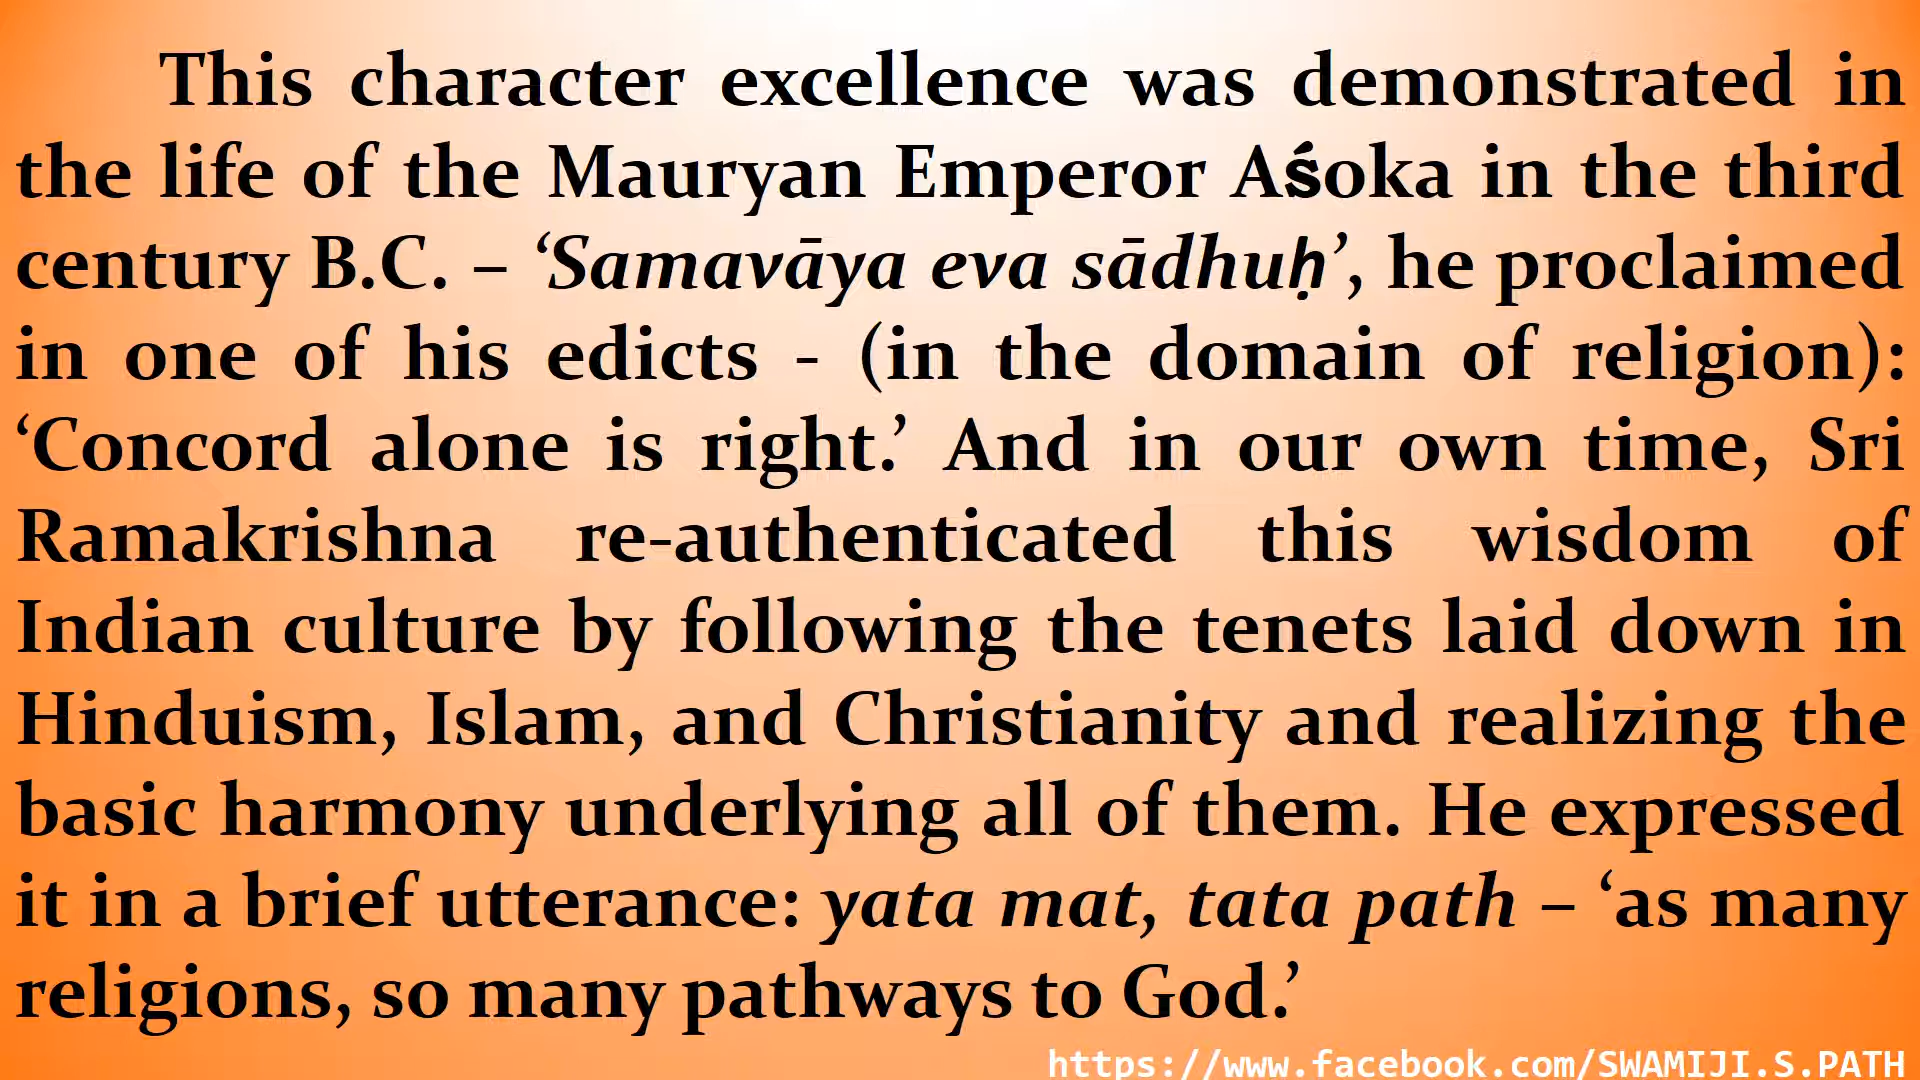 This character excellence was demonstrated in
the life of the Mauryan Emperor Aśoka in the third
century B.C. – ‘Samavāya eva sādhuḥ’, he proclaimed
in one of his edicts - (in the domain of religion):
‘Concord alone is right.’ And in our own time, Sri
Ramakrishna re-authenticated this wisdom of
Indian culture by following the tenets laid down in
Hinduism, Islam, and Christianity and realizing the
basic harmony underlying all of them. He expressed
it in a brief utterance: yata mat, tata path – ‘as many
religions, so many pathways to God.’
https://www.facebook.com/SWAMIJI.S.PATH